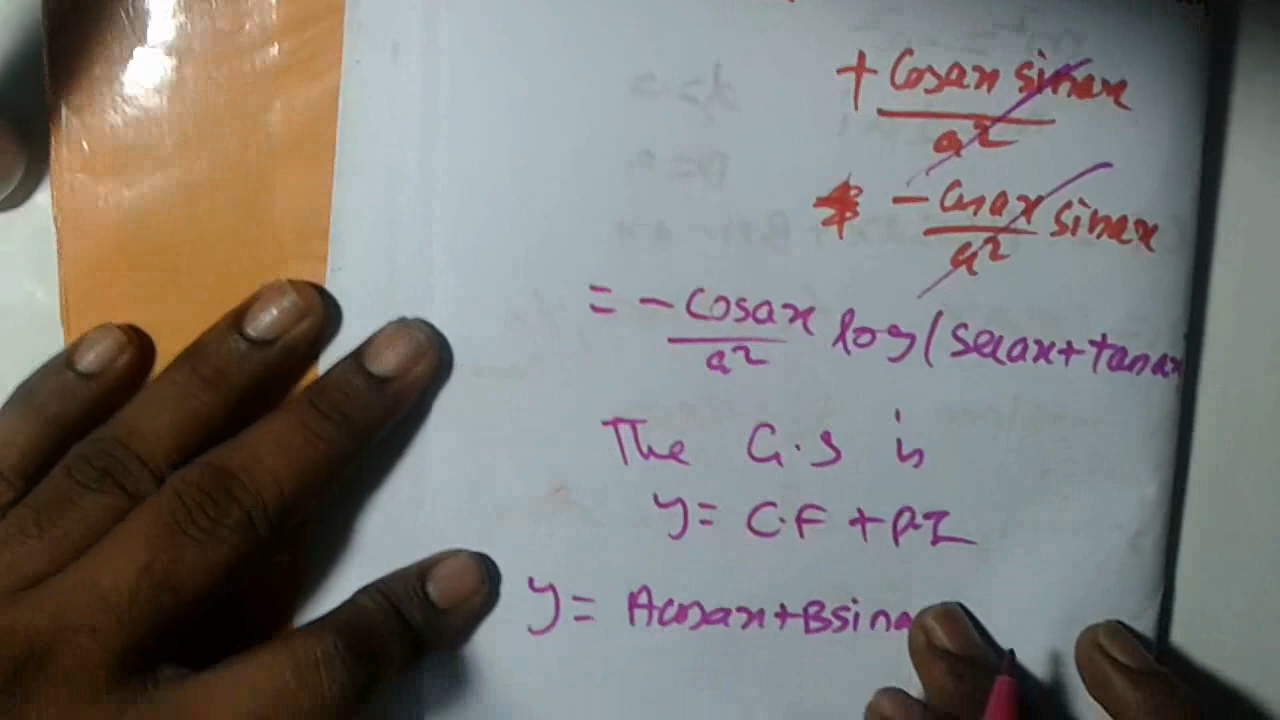 + cosax sinax
a²
- cosax sinax
a²
= -cosax log(secax+tanax
a²
The G.S is
y = C.F + P.I
y = Acosax+Bsina